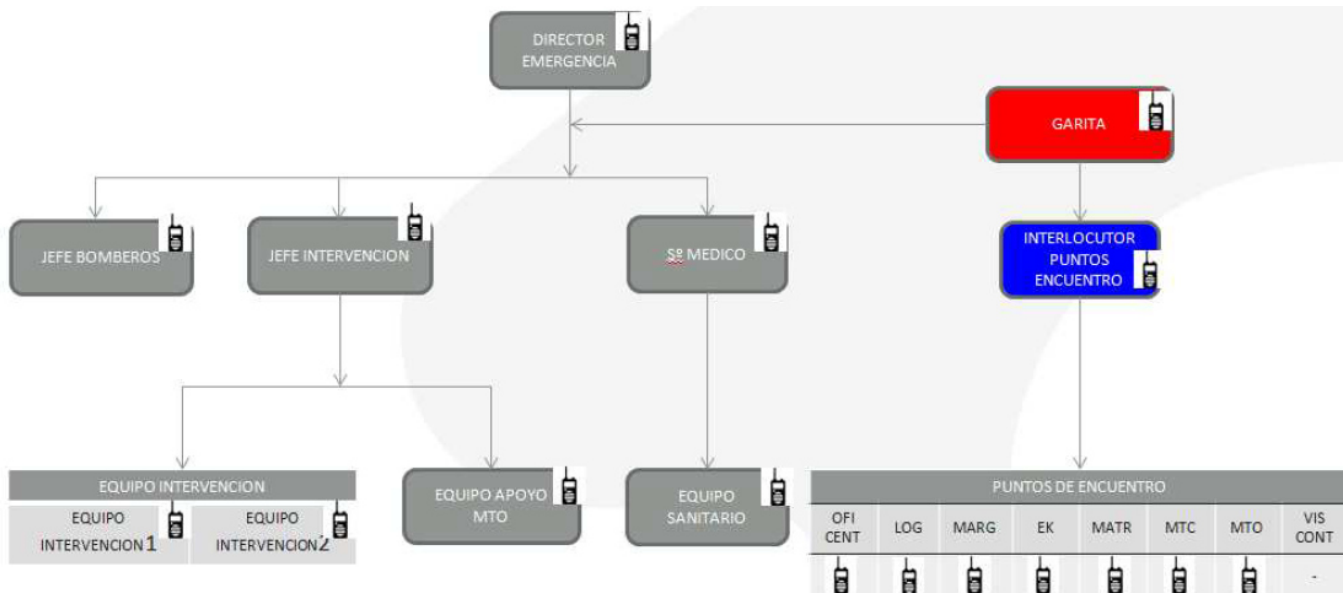 DIRECTOR
EMERGENCIA
GARITA
JEFE BOMBEROS
JEFE INTERVENCION
Sº MEDICO
INTERLOCUTOR
PUNTOS
ENCUENTRO
EQUIPO INTERVENCION
EQUIPO
INTERVENCION 1
EQUIPO
INTERVENCION 2
EQUIPO APOYO
MTO
EQUIPO
SANITARIO
PUNTOS DE ENCUENTRO
OFI
CENT
LOG
MARG
EK
MATR
MTC
MTO
VIS
CONT
-